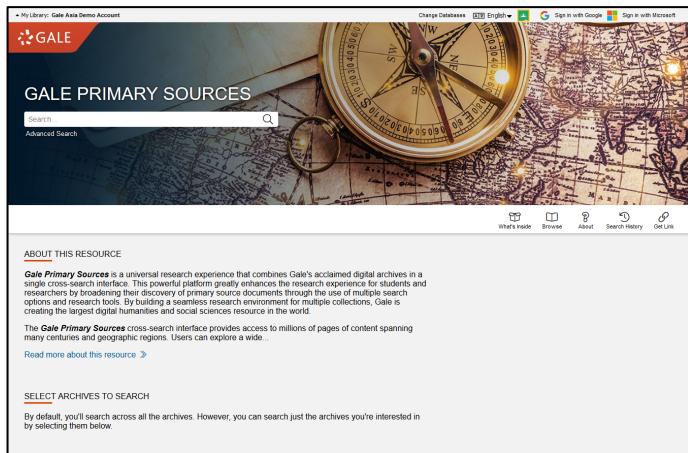 My Library: Gale Asia Demo Account
Change Databases English Sign in with Google Sign in with Microsoft
GALE
GALE PRIMARY SOURCES
Search...
Advanced Search
SW
W
NW
S
SE
What's Inside Browse About Search History Get Link
ABOUT THIS RESOURCE
Gale Primary Sources is a universal research experience that combines Gale's acclaimed digital archives in a
single cross-search interface. This powerful platform greatly enhances the research experience for students and
researchers by broadening their discovery of primary source documents through the use of multiple search
options and research tools. By building a seamless research environment for multiple collections, Gale is
creating the largest digital humanities and social sciences resource in the world.
The Gale Primary Sources cross-search interface provides access to millions of pages of content spanning
many centuries and geographic regions. Users can explore a wide...
Read more about this resource »
SELECT ARCHIVES TO SEARCH
By default, you'll search across all the archives. However, you can search just the archives you're interested in
by selecting them below.